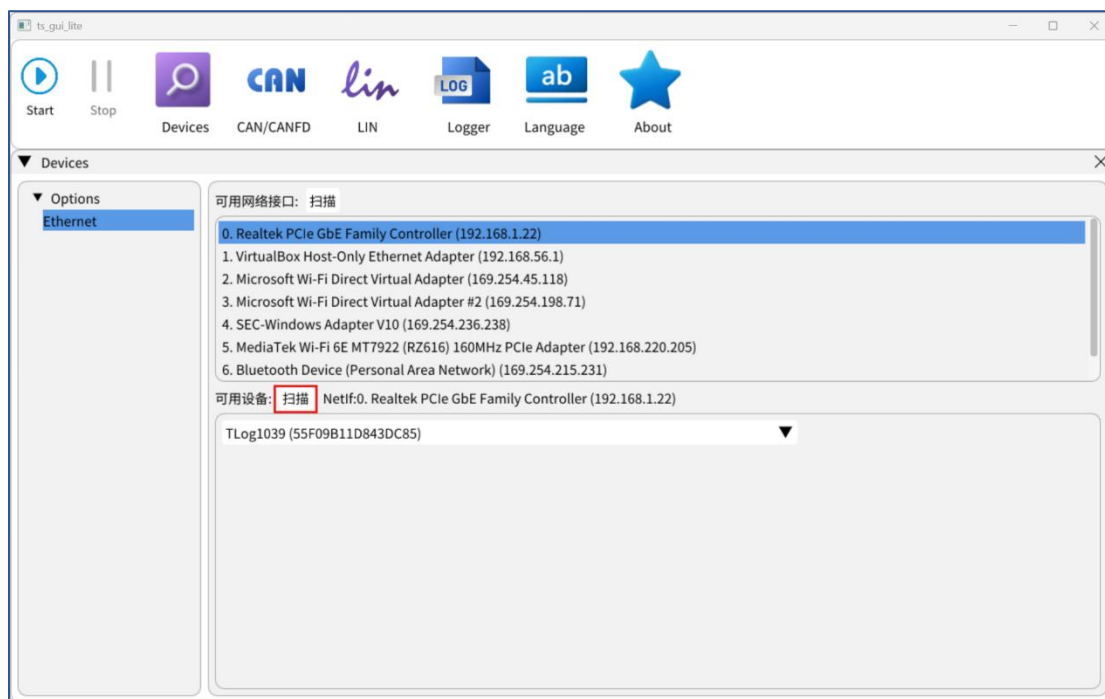 ts_gui_lite
CAN lin LOG ab
Start Stop Devices CAN/CANFD LIN Logger Language About
▼ Devices
▼ Options
Ethernet
可用网络接口: 扫描
0. Realtek PCIe GbE Family Controller (192.168.1.22)
1. VirtualBox Host-Only Ethernet Adapter (192.168.56.1)
2. Microsoft Wi-Fi Direct Virtual Adapter (169.254.45.118)
3. Microsoft Wi-Fi Direct Virtual Adapter #2 (169.254.198.71)
4. SEC-Windows Adapter V10 (169.254.236.238)
5. MediaTek Wi-Fi 6E MT7922 (RZ616) 160MHz PCIe Adapter (192.168.220.205)
6. Bluetooth Device (Personal Area Network) (169.254.215.231)
可用设备: 扫描 NetIf:0. Realtek PCIe GbE Family Controller (192.168.1.22)
TLog1039 (55F09B11D843DC85)